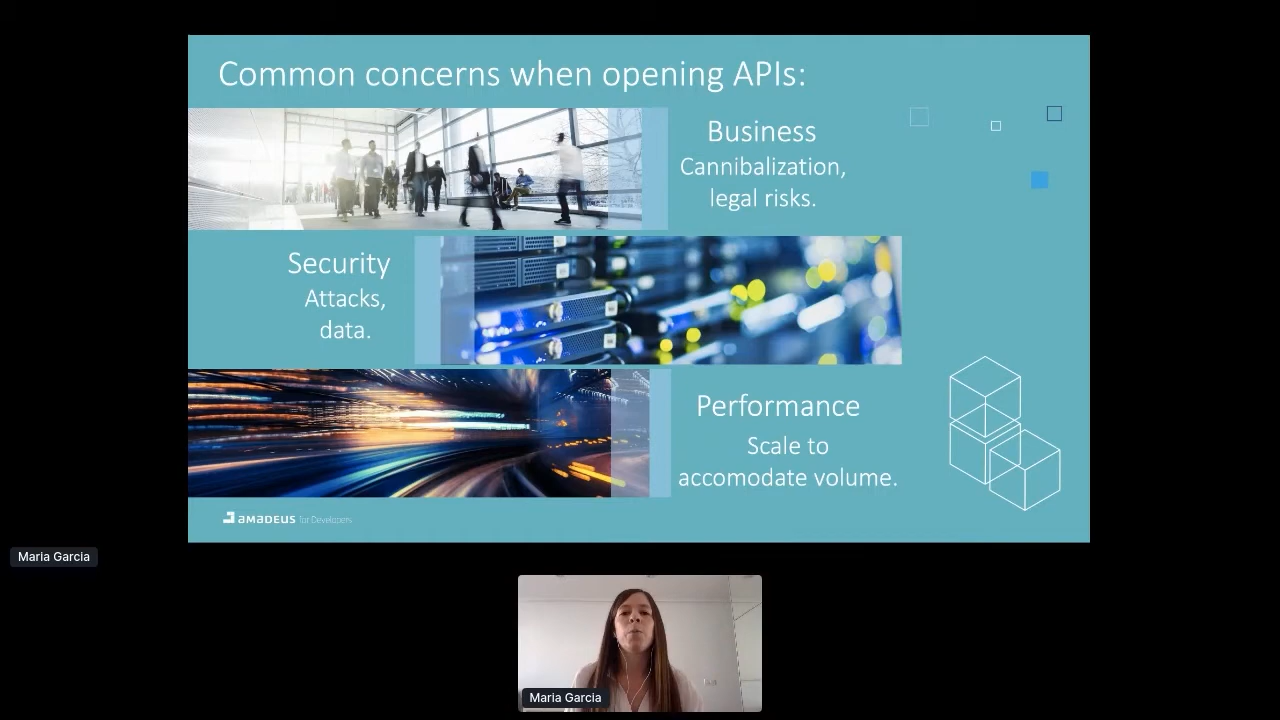 Common concerns when opening APIs:
Business
Cannibalization,
legal risks.
Security
Attacks,
data.
Performance
Scale to
accomodate volume.
amadeus for Developers
Maria Garcia
Maria Garcia